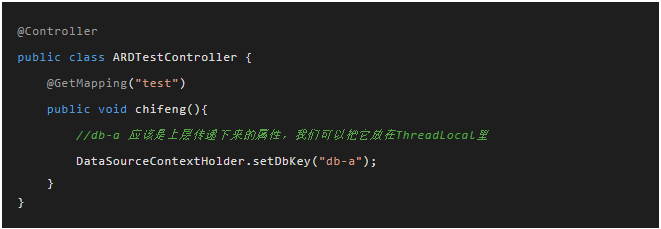 @Controller
public class ARDTestController {
@GetMapping("test")
public void chifeng(){
//db-a 应该是上层传递下来的属性，我们可以把它放在ThreadLocal里
DataSourceContextHolder.setDbKey("db-a");
}
}